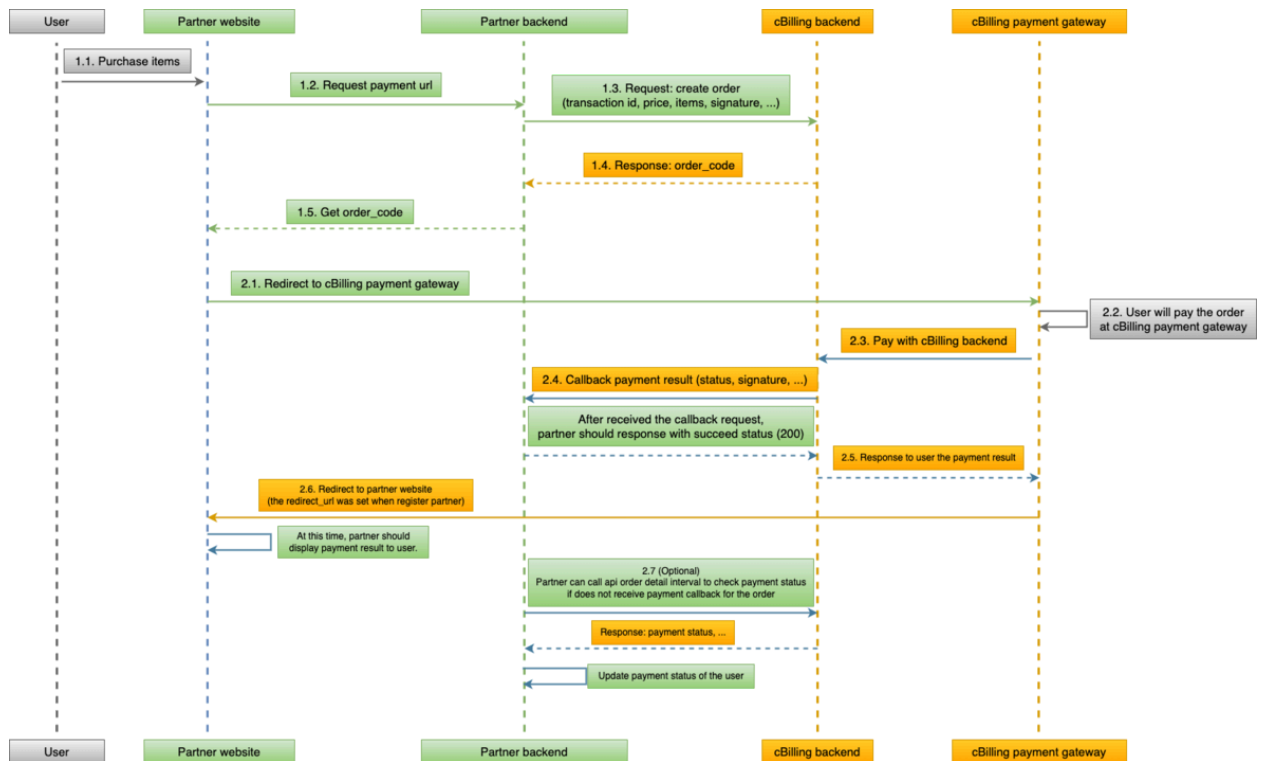 User
Partner website
Partner backend
cBilling backend
cBilling payment gateway
1.1. Purchase items
1.2. Request payment url
1.3. Request: create order
(transaction id, price, items, signature, ...)
1.4. Response: order_code
1.5. Get order_code
2.1. Redirect to cBilling payment gateway
2.2. User will pay the order
at cBilling payment gateway
2.3. Pay with cBilling backend
2.4. Callback payment result (status, signature, ...)
After received the callback request,
partner should response with succeed status (200)
2.5. Response to user the payment result
2.6. Redirect to partner website
(the redirect_url was set when register partner)
At this time, partner should
display payment result to user.
2.7 (Optional)
Partner can call api order detail interval to check payment status
if does not receive payment callback for the order
Response: payment status, ...
Update payment status of the user
User
Partner website
Partner backend
cBilling backend
cBilling payment gateway